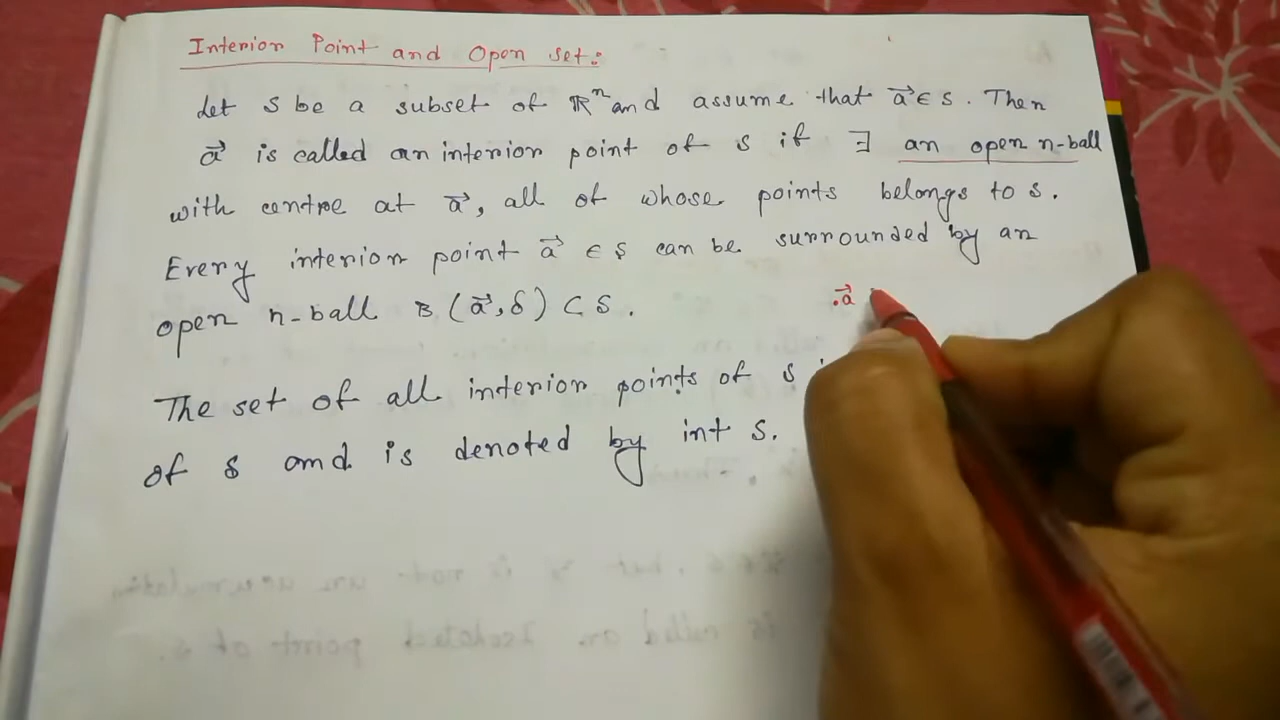 Interior Point and Open set:
Let S be a subset of ℝⁿ and assume that a⃗ ∈ S. Then
a⃗ is called an interior point of S if ∃ an open n-ball
with centre at a⃗, all of whose points belongs to S.
Every interior point a⃗ ∈ S can be surrounded by an
open n-ball B (a⃗, δ) ⊂ S.
.a⃗
The set of all interior points of S
of S and is denoted by int S.